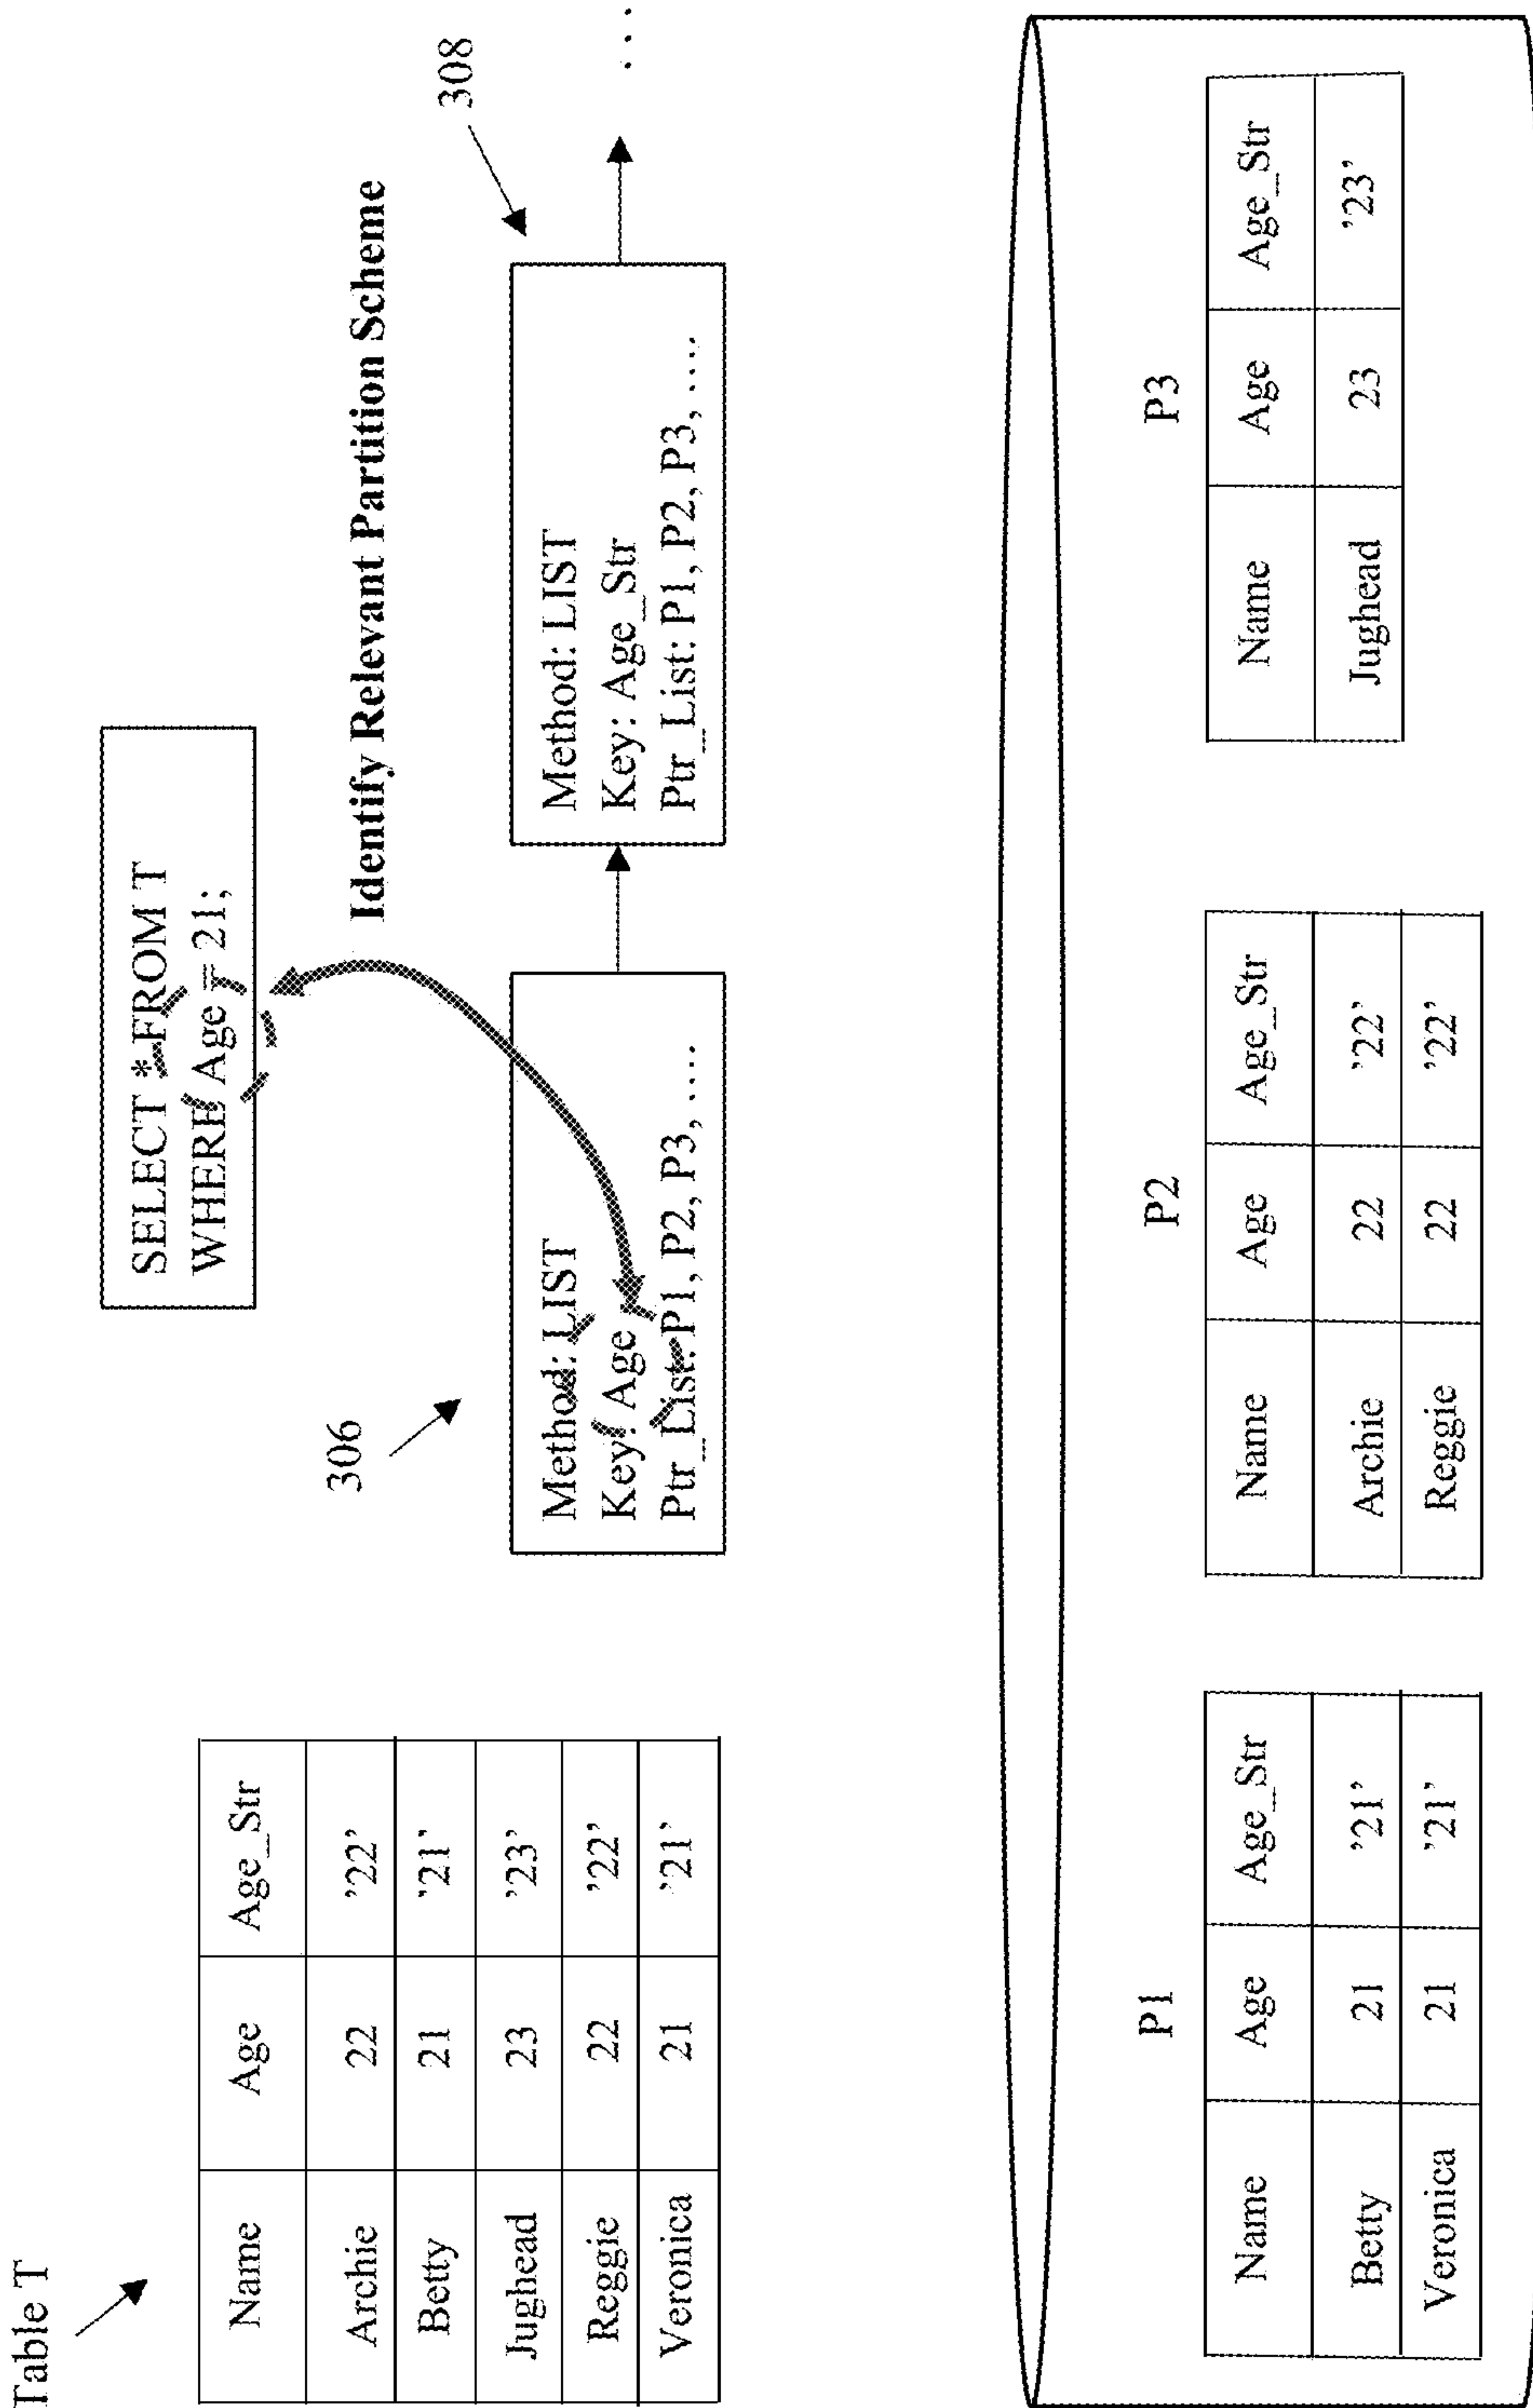 Table T
Name Age Age_Str
Archie 22 ’22’
Betty 21 ’21’
Jughead 23 ’23’
Reggie 22 ’22’
Veronica 21 ’21’
SELECT * FROM T
WHERE Age = 21;
Identify Relevant Partition Scheme
306
Method: LIST
Key: Age
Ptr_List: P1, P2, P3, ....
308
Method: LIST
Key: Age_Str
Ptr_List: P1, P2, P3, ....
. . .
P1
Name Age Age_Str
Betty 21 ’21’
Veronica 21 ’21’
P2
Name Age Age_Str
Archie 22 ’22’
Reggie 22 ’22’
P3
Name Age Age_Str
Jughead 23 ’23’